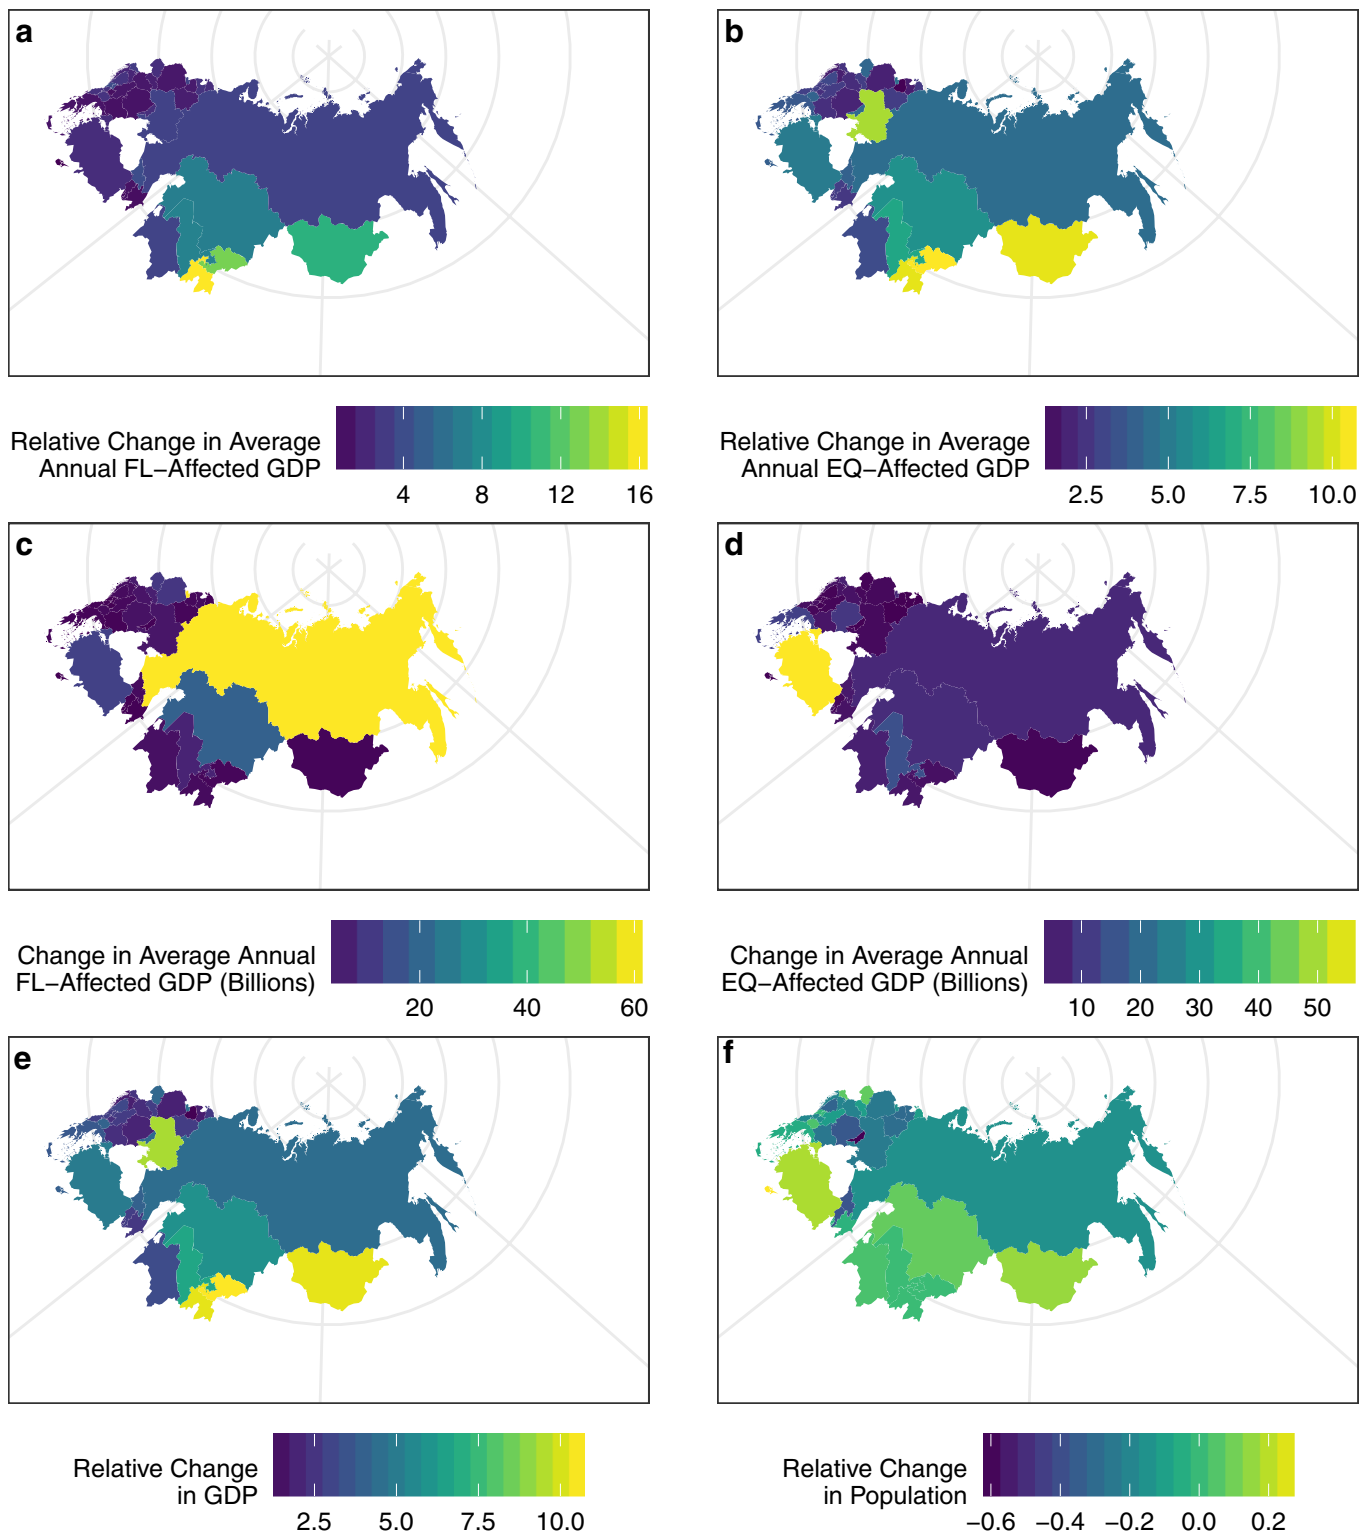 a
b
Relative Change in Average
Annual FL−Affected GDP
4 8 12 16
Relative Change in Average
Annual EQ−Affected GDP
2.5 5.0 7.5 10.0
c
d
Change in Average Annual
FL−Affected GDP (Billions)
20 40 60
Change in Average Annual
EQ−Affected GDP (Billions)
10 20 30 40 50
e
f
Relative Change
in GDP
2.5 5.0 7.5 10.0
Relative Change
in Population
−0.6 −0.4 −0.2 0.0 0.2